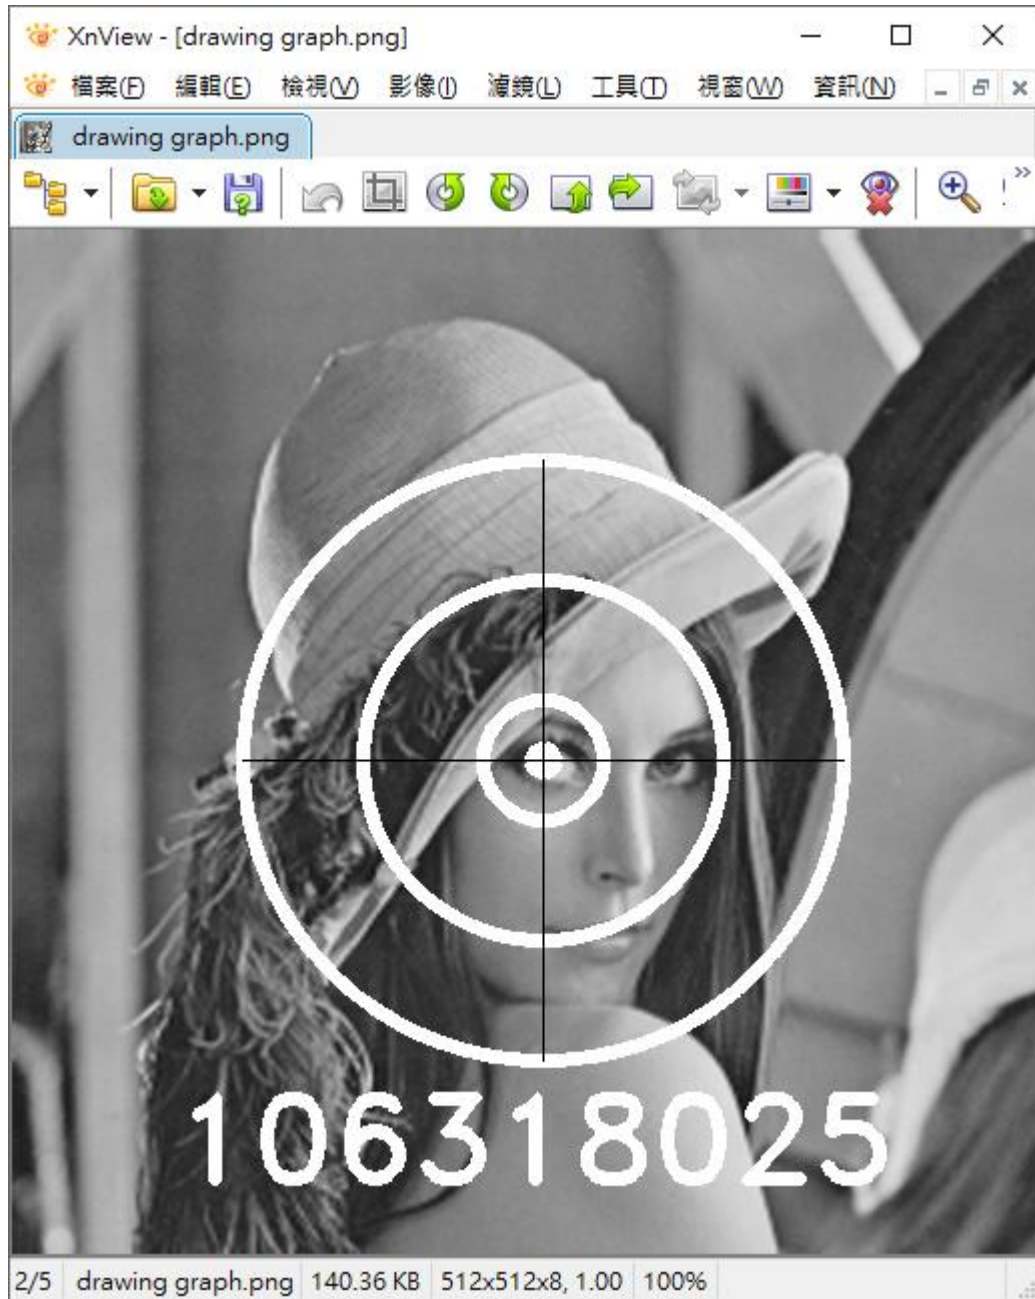 XnView - [drawing graph.png]
檔案(F) 編輯(E) 檢視(V) 影像(I) 濾鏡(L) 工具(T) 視窗(W) 資訊(N)
drawing graph.png
106318025
2/5 drawing graph.png 140.36 KB 512x512x8, 1.00 100%